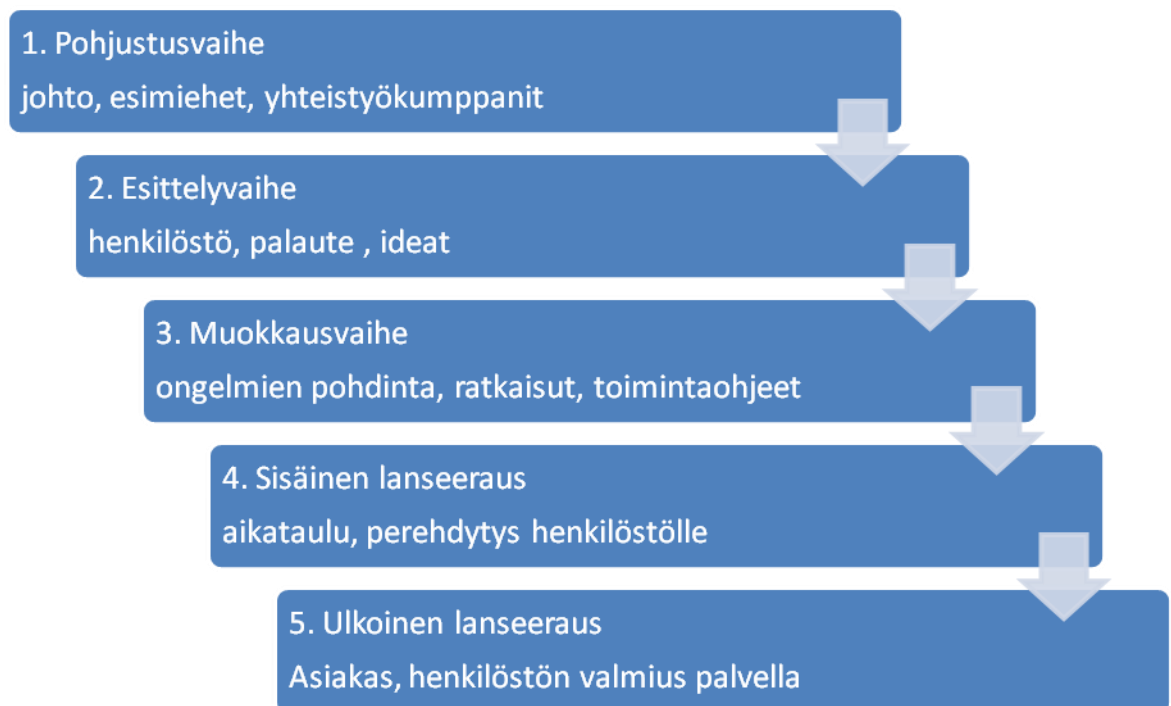 1. Pohjustusvaihe
johto, esimiehet, yhteistyökumppanit
2. Esittelyvaihe
henkilöstö, palaute , ideat
3. Muokkausvaihe
ongelmien pohdinta, ratkaisut, toimintaohjeet
4. Sisäinen lanseeraus
aikataulu, perehdytys henkilöstölle
5. Ulkoinen lanseeraus
Asiakas, henkilöstön valmius palvella